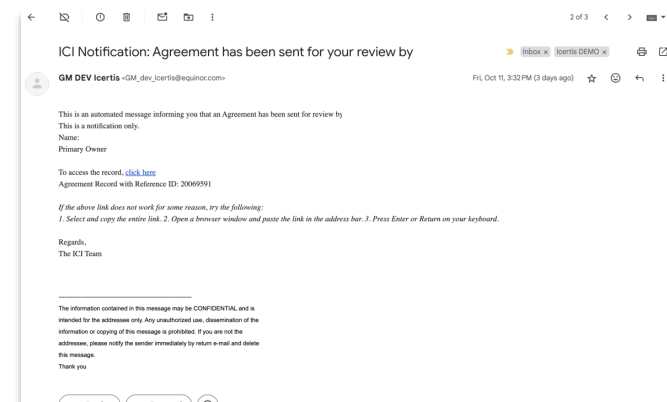 2 of 3
ICI Notification: Agreement has been sent for your review by
Inbox x Icertis DEMO x
GM DEV Icertis <GM_dev_Icertis@equinor.com>
Fri, Oct 11, 3:32 PM (3 days ago)
This is an automated message informing you that an Agreement has been sent for review by
This is a notification only.
Name:
Primary Owner
To access the record, click here
Agreement Record with Reference ID: 20069591
If the above link does not work for some reason, try the following:
1. Select and copy the entire link. 2. Open a browser window and paste the link in the address bar. 3. Press Enter or Return on your keyboard.
Regards,
The ICI Team
------------------------------------------------------------
The information contained in this message may be CONFIDENTIAL and is
intended for the addressee only. Any unauthorized use, dissemination of the
information or copying of this message is prohibited. If you are not the
addressee, please notify the sender immediately by return e-mail and delete
this message.
Thank you